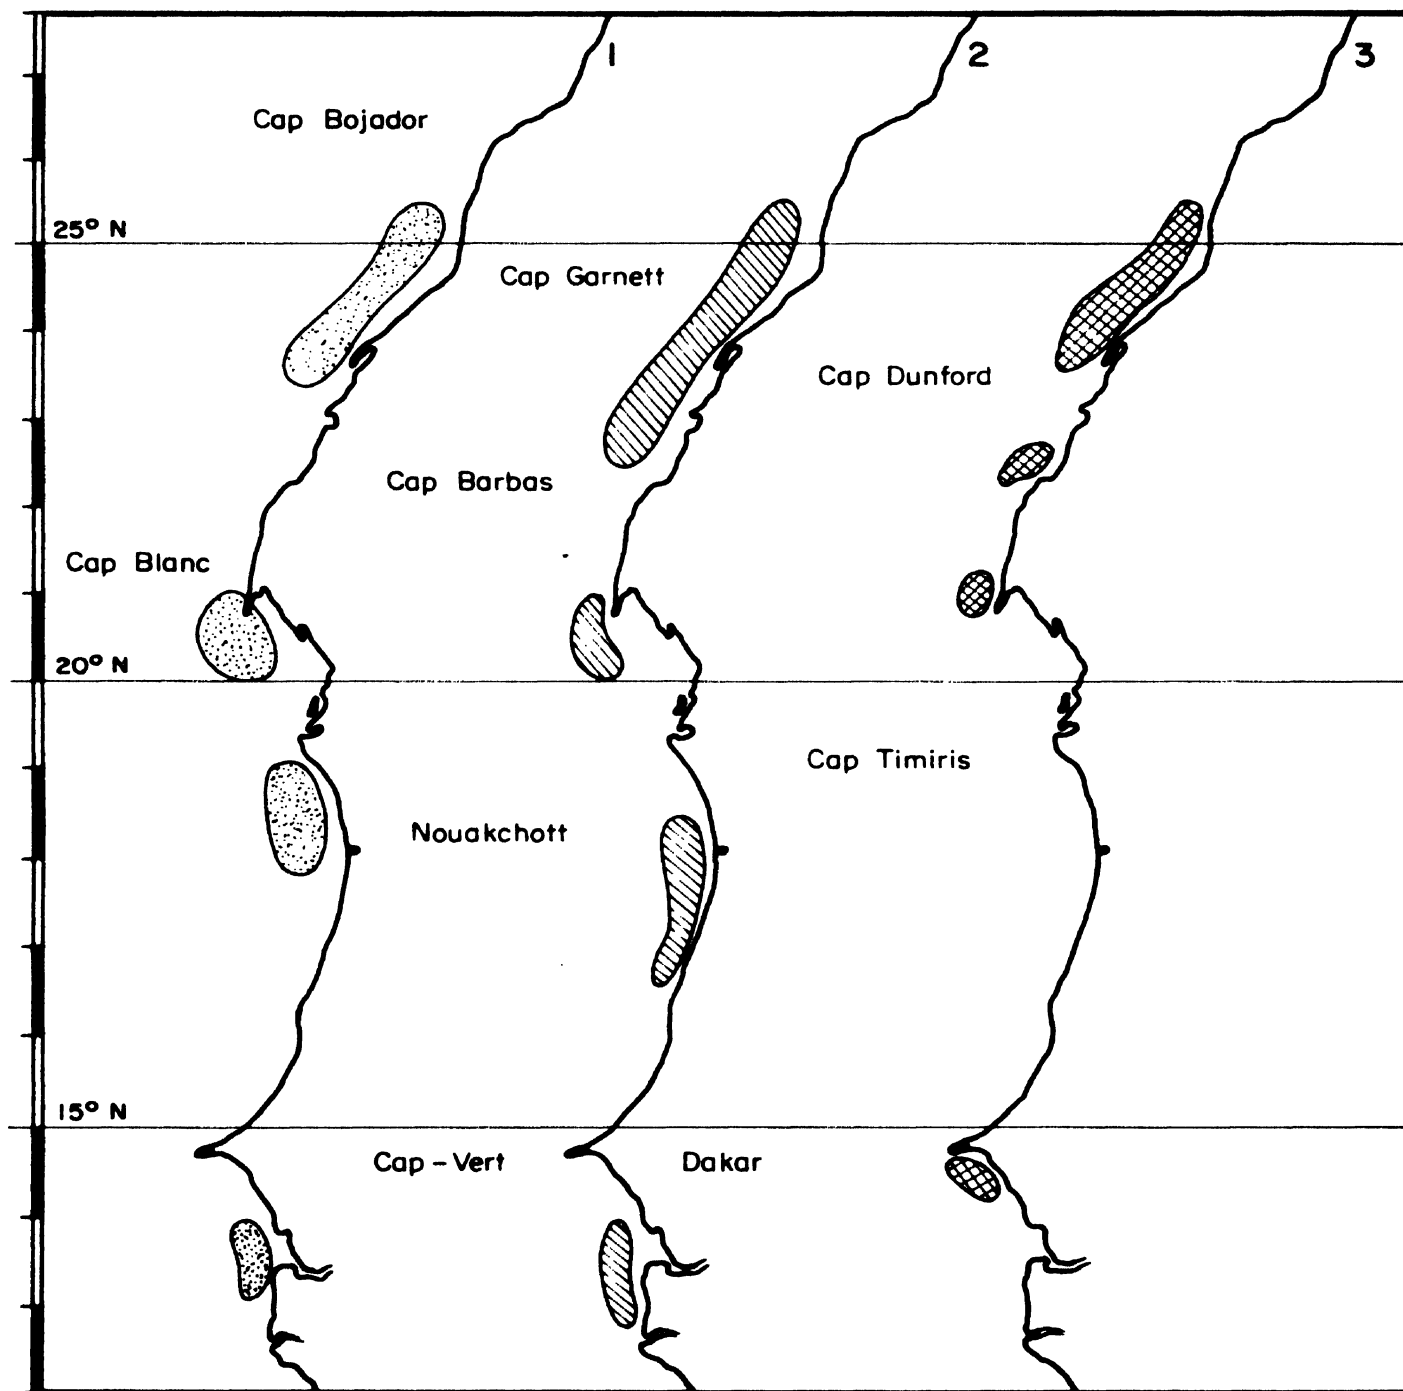 1
2
3
Cap Bojador
25° N
Cap Garnett
Cap Dunford
Cap Barbas
Cap Blanc
20° N
Cap Timiris
Nouakchott
15° N
Cap-Vert
Dakar